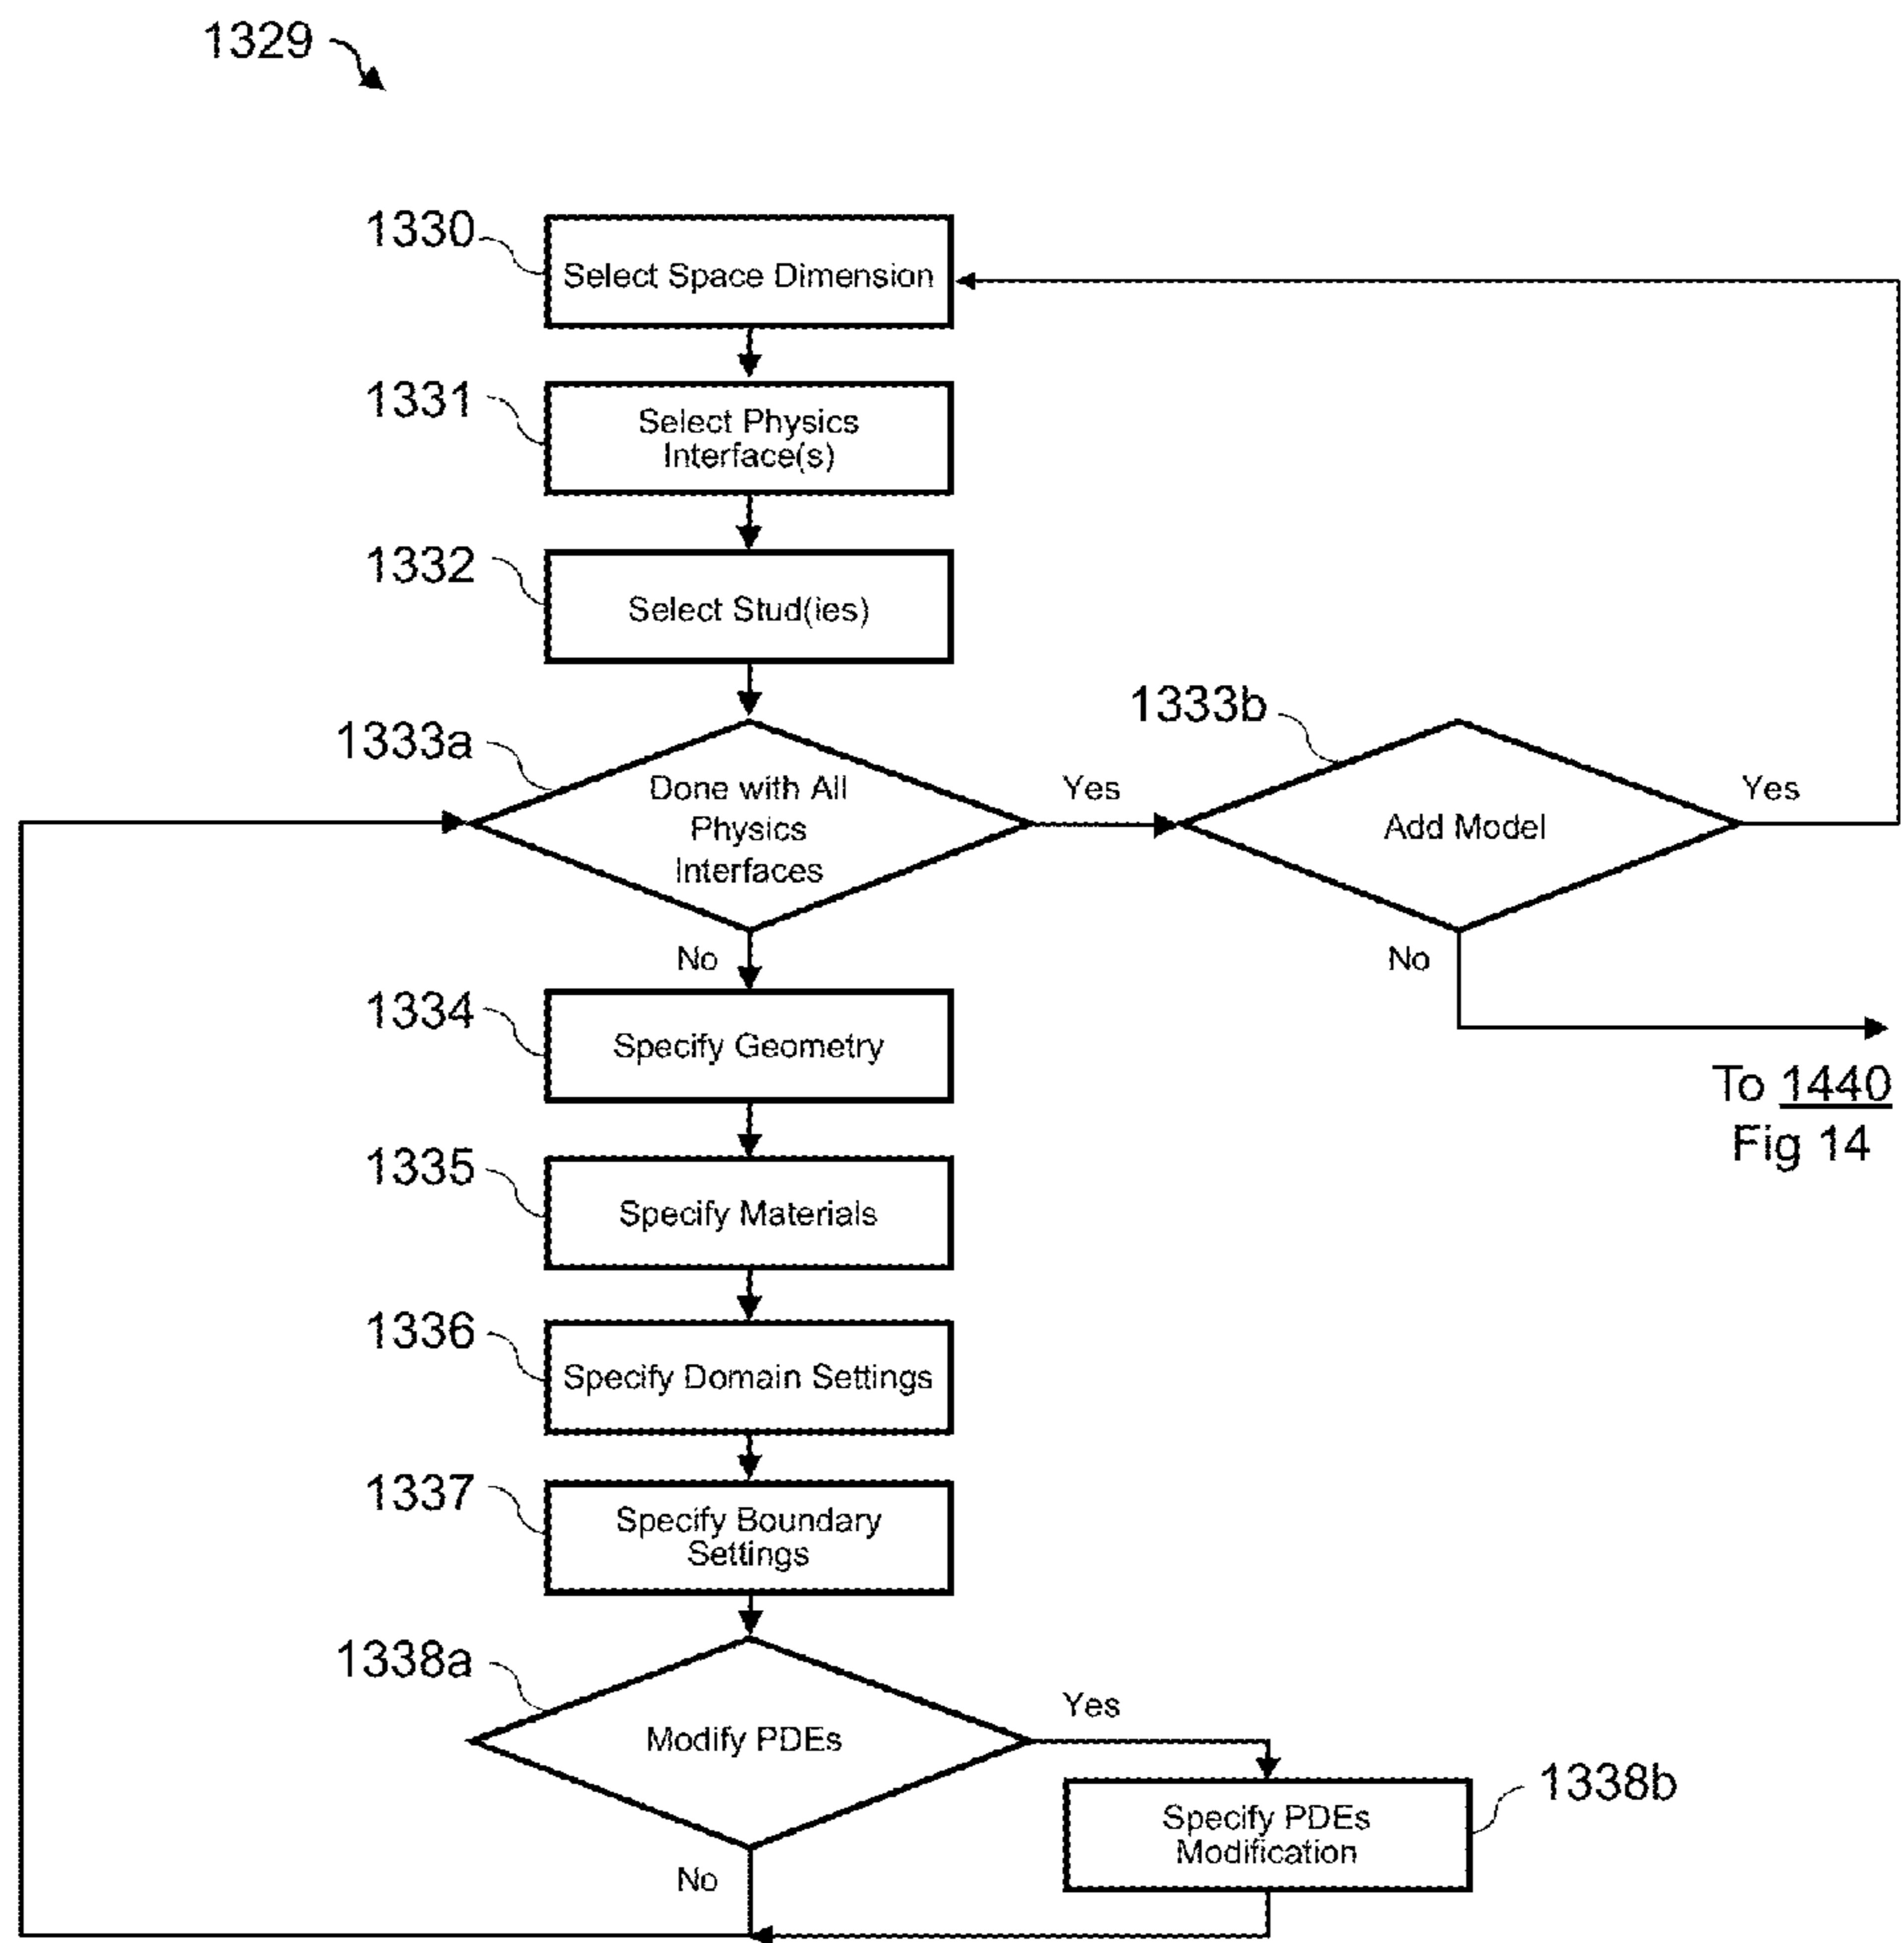 1329
1330
Select Space Dimension
1331
Select Physics
Interface(s)
1332
Select Stud(ies)
1333a
Done with All
Physics
Interfaces
Yes
1333b
Add Model
Yes
No
No
To 1440
Fig 14
1334
Specify Geometry
1335
Specify Materials
1336
Specify Domain Settings
1337
Specify Boundary
Settings
1338a
Modify PDEs
Yes
No
1338b
Specify PDEs
Modification